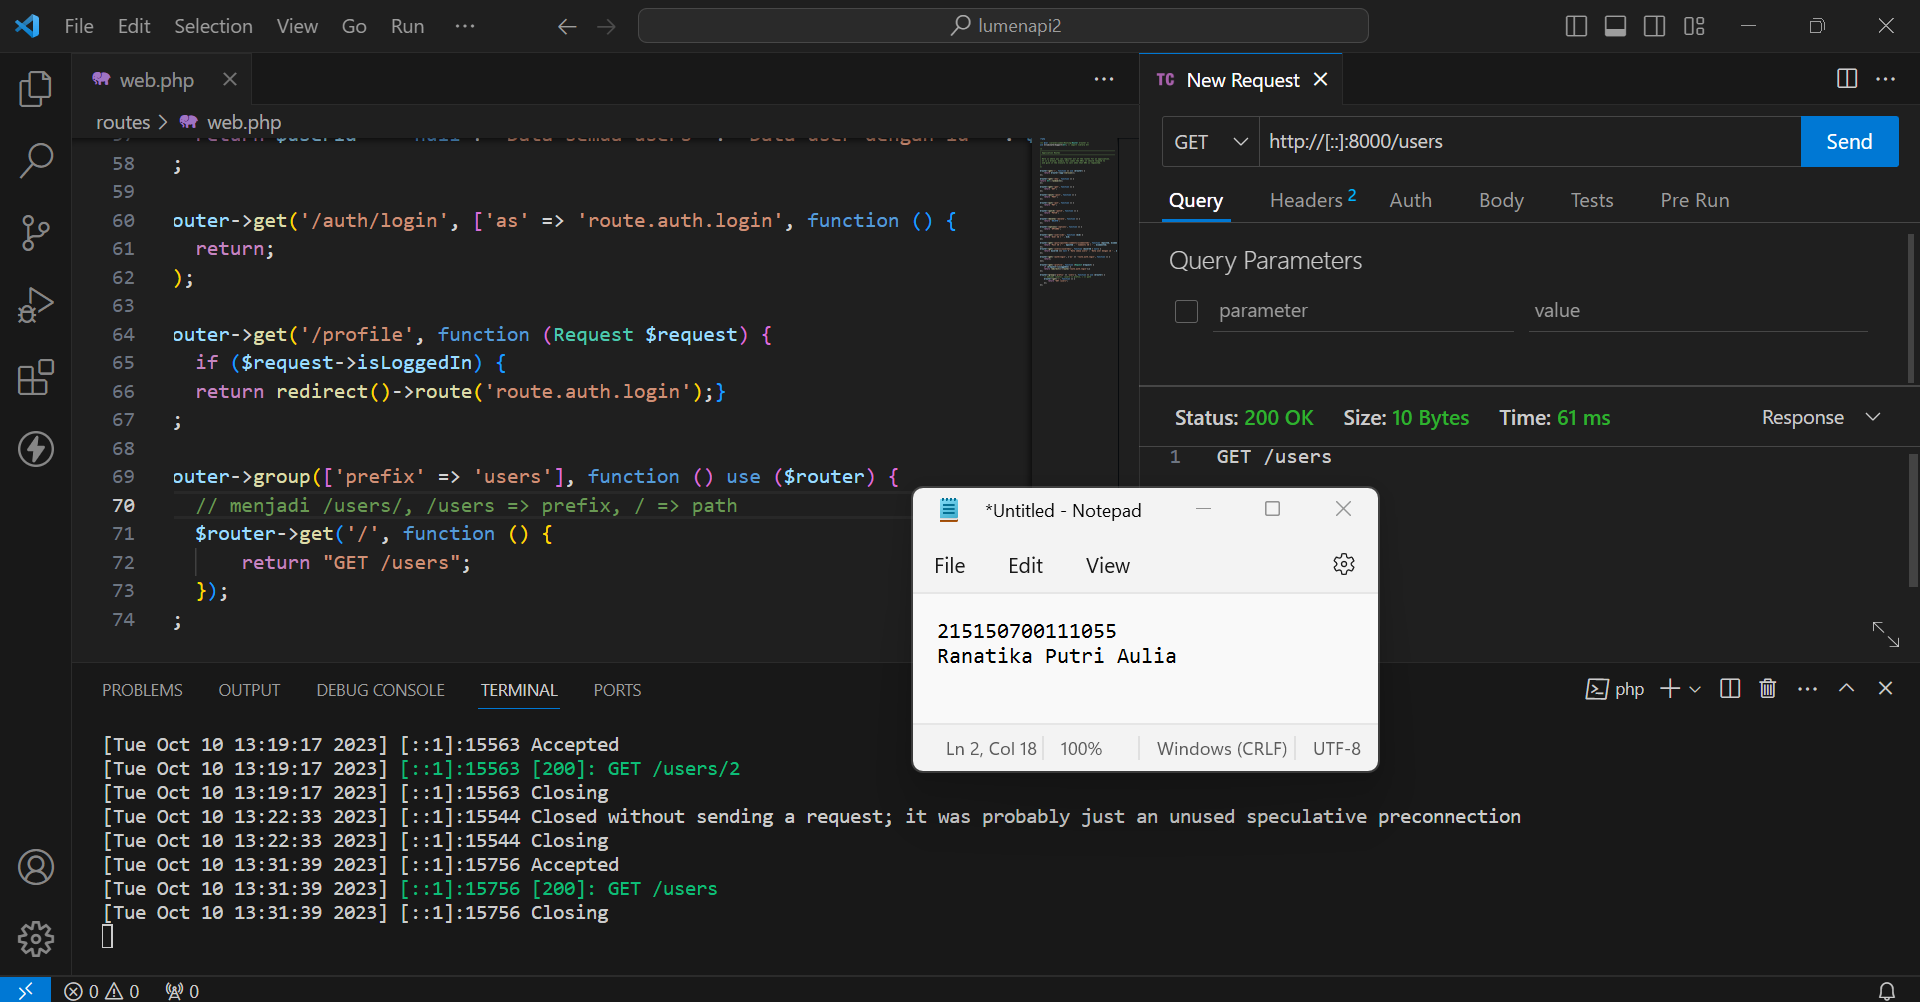 File Edit Selection View Go Run ··· lumenapi2
web.php
routes > web.php
58 ;
59
60 outer->get('/auth/login', ['as' => 'route.auth.login', function () {
61 return;
62 );
63
64 outer->get('/profile', function (Request $request) {
65 if ($request->isLoggedIn) {
66 return redirect()->route('route.auth.login');}
67 ;
68
69 outer->group(['prefix' => 'users'], function () use ($router) {
70 // menjadi /users/, /users => prefix, / => path
71 $router->get('/', function () {
72 return "GET /users";
73 });
74 ;
TC New Request
GET http://[::]:8000/users Send
Query Headers 2 Auth Body Tests Pre Run
Query Parameters
parameter value
Status: 200 OK Size: 10 Bytes Time: 61 ms Response
1 GET /users
*Untitled - Notepad
File Edit View
215150700111055
Ranatika Putri Aulia
Ln 2, Col 18 100% Windows (CRLF) UTF-8
PROBLEMS OUTPUT DEBUG CONSOLE TERMINAL PORTS php
[Tue Oct 10 13:19:17 2023] [::1]:15563 Accepted
[Tue Oct 10 13:19:17 2023] [::1]:15563 [200]: GET /users/2
[Tue Oct 10 13:19:17 2023] [::1]:15563 Closing
[Tue Oct 10 13:22:33 2023] [::1]:15544 Closed without sending a request; it was probably just an unused speculative preconnection
[Tue Oct 10 13:22:33 2023] [::1]:15544 Closing
[Tue Oct 10 13:31:39 2023] [::1]:15756 Accepted
[Tue Oct 10 13:31:39 2023] [::1]:15756 [200]: GET /users
[Tue Oct 10 13:31:39 2023] [::1]:15756 Closing
0 0 0